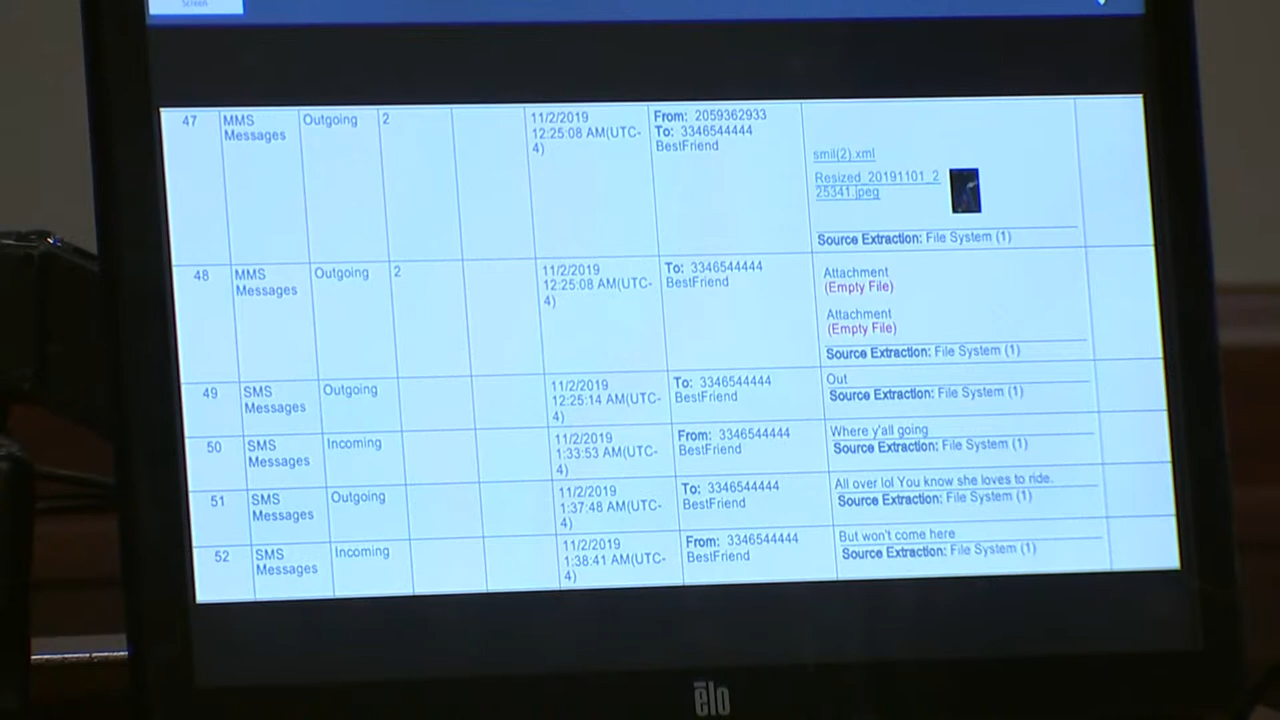 Screen
47 MMS Messages Outgoing 2 11/2/2019 12:25:08 AM(UTC-4) From: 2059362933 To: 3346544444 BestFriend
smil(2).xml
Resized_20191101_2
25341.jpeg
Source Extraction: File System (1)
48 MMS Messages Outgoing 2 11/2/2019 12:25:08 AM(UTC-4) To: 3346544444 BestFriend
Attachment
(Empty File)
Attachment
(Empty File)
Source Extraction: File System (1)
49 SMS Messages Outgoing 11/2/2019 12:25:14 AM(UTC-4) To: 3346544444 BestFriend
Out
Source Extraction: File System (1)
50 SMS Messages Incoming 11/2/2019 1:33:53 AM(UTC-4) From: 3346544444 BestFriend
Where y'all going
Source Extraction: File System (1)
51 SMS Messages Outgoing 11/2/2019 1:37:48 AM(UTC-4) To: 3346544444 BestFriend
All over lol You know she loves to ride.
Source Extraction: File System (1)
52 SMS Messages Incoming 11/2/2019 1:38:41 AM(UTC-4) From: 3346544444 BestFriend
But won't come here
Source Extraction: File System (1)
elo